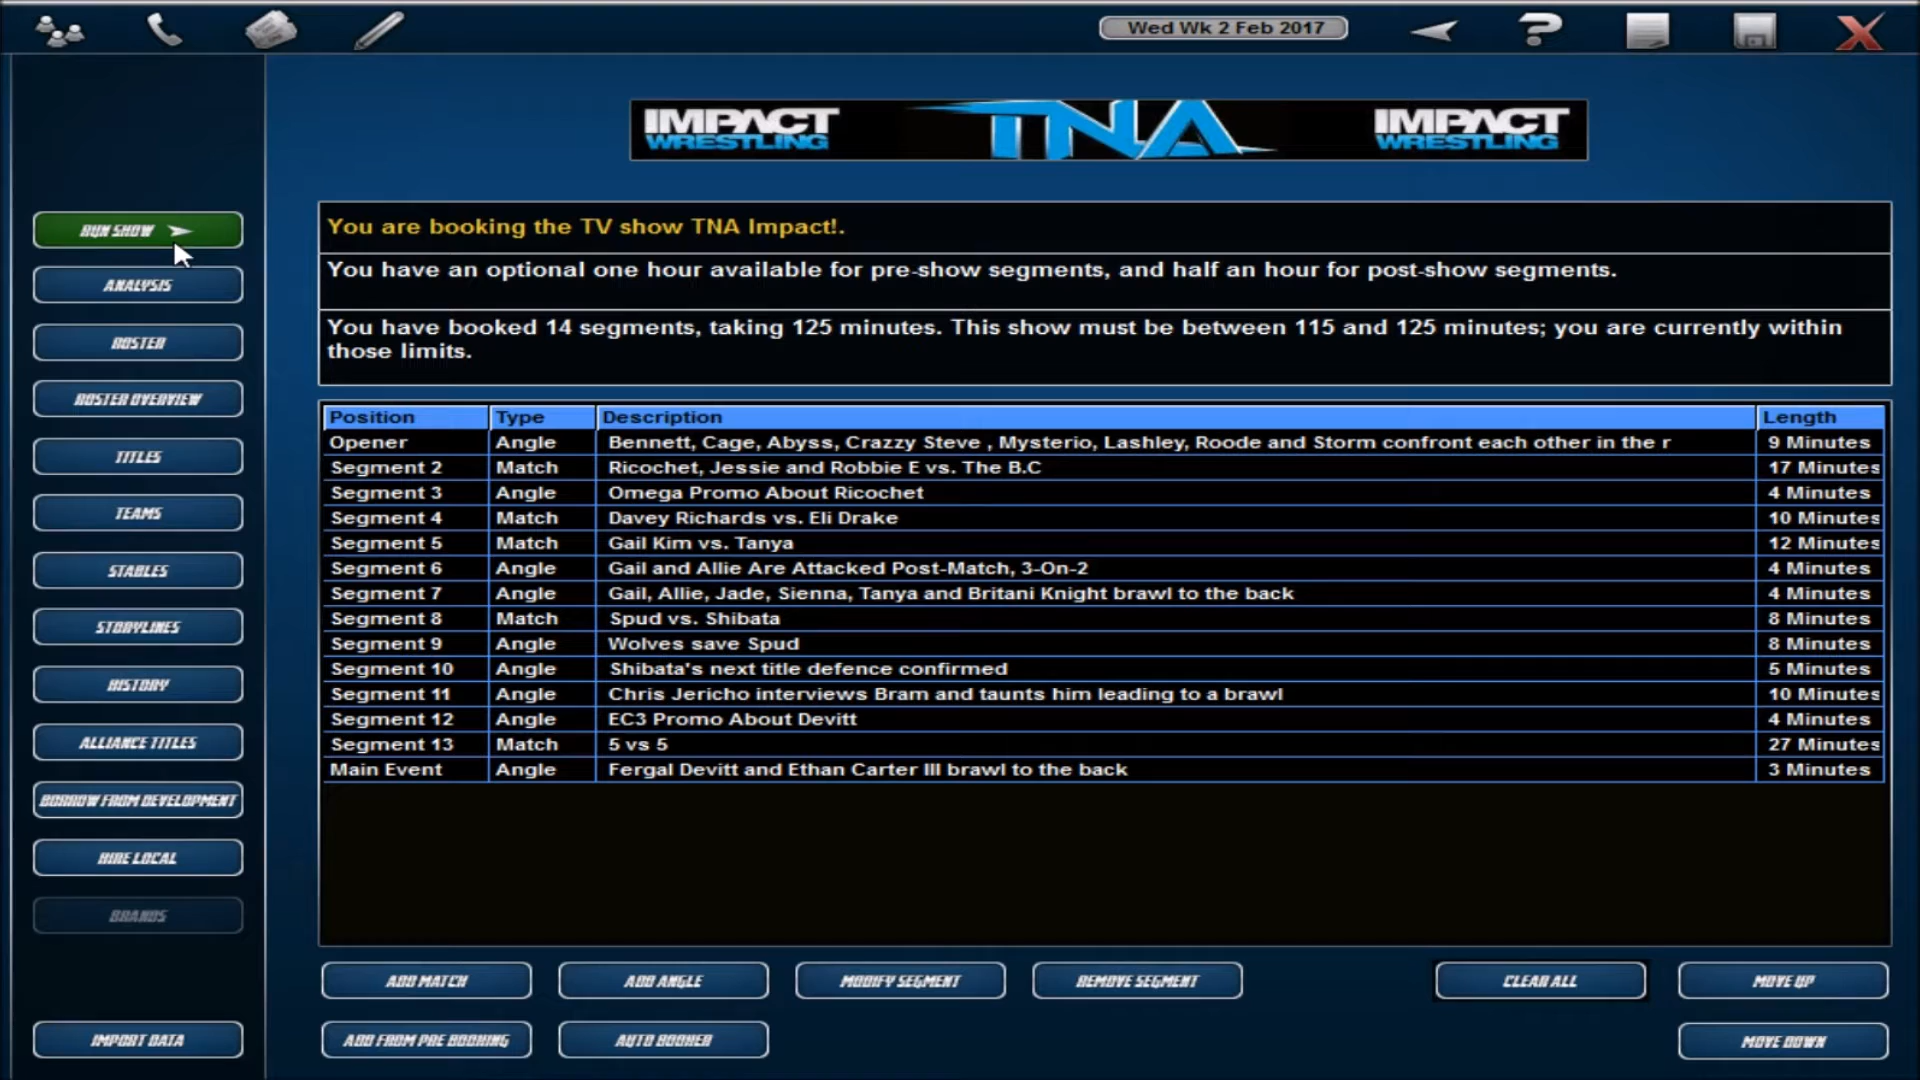 Wed Wk 2 Feb 2017
IMPACT WRESTLING TNA IMPACT WRESTLING
RUN SHOW
ANALYSIS
ROSTER
ROSTER OVERVIEW
TITLES
TEAMS
STABLES
STORYLINES
HISTORY
ALLIANCE TITLES
BORROW FROM DEVELOPMENT
HIRE LOCAL
BRANDS
IMPORT DATA
You are booking the TV show TNA Impact!.
You have an optional one hour available for pre-show segments, and half an hour for post-show segments.
You have booked 14 segments, taking 125 minutes. This show must be between 115 and 125 minutes; you are currently within
those limits.
Position Type Description Length
Opener Angle Bennett, Cage, Abyss, Crazzy Steve , Mysterio, Lashley, Roode and Storm confront each other in the r 9 Minutes
Segment 2 Match Ricochet, Jessie and Robbie E vs. The B.C 17 Minutes
Segment 3 Angle Omega Promo About Ricochet 4 Minutes
Segment 4 Match Davey Richards vs. Eli Drake 10 Minutes
Segment 5 Match Gail Kim vs. Tanya 12 Minutes
Segment 6 Angle Gail and Allie Are Attacked Post-Match, 3-On-2 4 Minutes
Segment 7 Angle Gail, Allie, Jade, Sienna, Tanya and Britani Knight brawl to the back 4 Minutes
Segment 8 Match Spud vs. Shibata 8 Minutes
Segment 9 Angle Wolves save Spud 8 Minutes
Segment 10 Angle Shibata's next title defence confirmed 5 Minutes
Segment 11 Angle Chris Jericho interviews Bram and taunts him leading to a brawl 10 Minutes
Segment 12 Angle EC3 Promo About Devitt 4 Minutes
Segment 13 Match 5 vs 5 27 Minutes
Main Event Angle Fergal Devitt and Ethan Carter III brawl to the back 3 Minutes
ADD MATCH ADD ANGLE MODIFY SEGMENT REMOVE SEGMENT CLEAR ALL MOVE UP
ADD FROM PRE BOOKING AUTO BOOKER MOVE DOWN